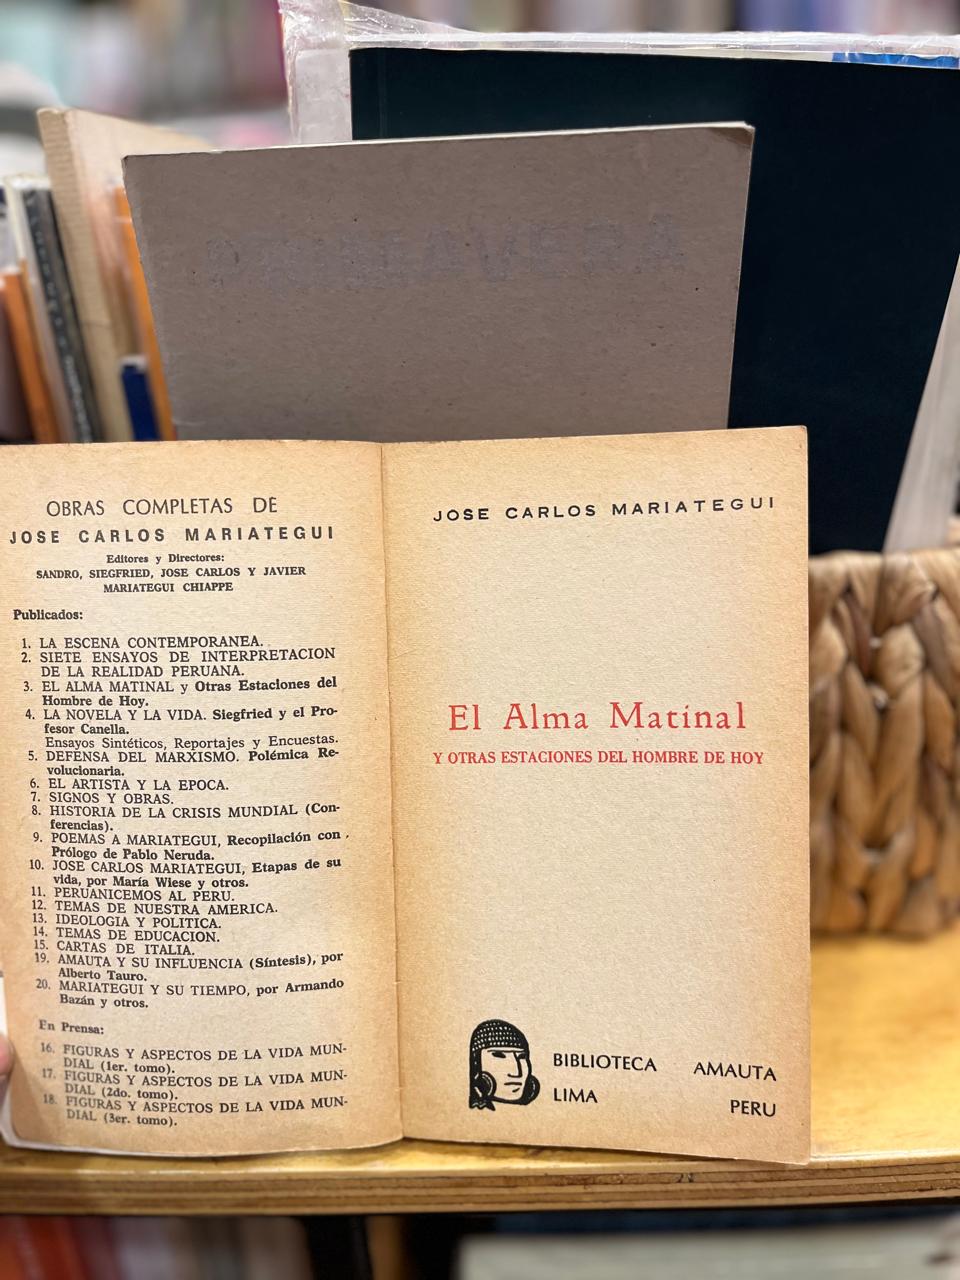 PRIMAVERA
OBRAS COMPLETAS DE
JOSE CARLOS MARIATEGUI
Editores y Directores:
SANDRO, SIEGFRIED, JOSE CARLOS Y JAVIER
MARIATEGUI CHIAPPE
Publicados:
1. LA ESCENA CONTEMPORANEA.
2. SIETE ENSAYOS DE INTERPRETACION
DE LA REALIDAD PERUANA.
3. EL ALMA MATINAL y Otras Estaciones del
Hombre de Hoy.
4. LA NOVELA Y LA VIDA. Siegfried y el Pro-
fesor Canella.
Ensayos Sintéticos, Reportajes y Encuestas.
5. DEFENSA DEL MARXISMO. Polémica Re-
volucionaria.
6. EL ARTISTA Y LA EPOCA.
7. SIGNOS Y OBRAS.
8. HISTORIA DE LA CRISIS MUNDIAL (Con-
ferencias).
9. POEMAS A MARIATEGUI, Recopilación con
Prólogo de Pablo Neruda.
10. JOSE CARLOS MARIATEGUI, Etapas de su
vida, por María Wiese y otros.
11. PERUANICEMOS AL PERU.
12. TEMAS DE NUESTRA AMERICA.
13. IDEOLOGIA Y POLITICA.
14. TEMAS DE EDUCACION.
15. CARTAS DE ITALIA.
19. AMAUTA Y SU INFLUENCIA (Síntesis), por
Alberto Tauro.
20. MARIATEGUI Y SU TIEMPO, por Armando
Bazán y otros.
En Prensa:
16. FIGURAS Y ASPECTOS DE LA VIDA MUN-
DIAL (1er. tomo).
17. FIGURAS Y ASPECTOS DE LA VIDA MUN-
DIAL (2do. tomo).
18. FIGURAS Y ASPECTOS DE LA VIDA MUN-
DIAL (3er. tomo).
JOSE CARLOS MARIATEGUI
El Alma Matinal
Y OTRAS ESTACIONES DEL HOMBRE DE HOY
BIBLIOTECA AMAUTA
LIMA PERU